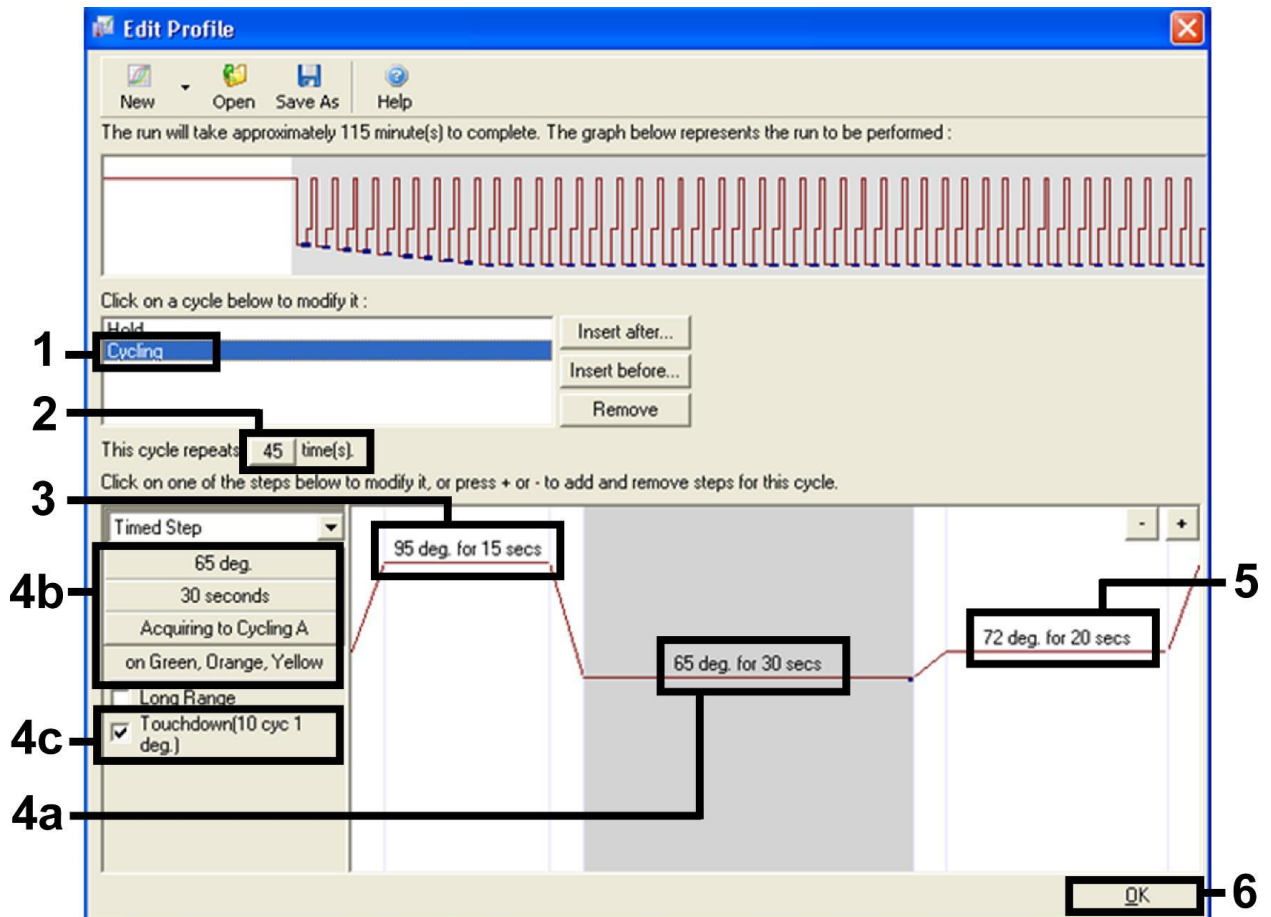 Edit Profile
New Open Save As Help
The run will take approximately 115 minute(s) to complete. The graph below represents the run to be performed :
Click on a cycle below to modify it :
Hold
1
Cycling
Insert after...
Insert before...
Remove
2
This cycle repeats 45 time(s).
Click on one of the steps below to modify it, or press + or - to add and remove steps for this cycle.
3
Timed Step
- +
95 deg. for 15 secs
4b
65 deg.
30 seconds
Acquiring to Cycling A
on Green, Orange, Yellow
5
72 deg. for 20 secs
65 deg. for 30 secs
Long Range
4c
Touchdown(10 cyc 1
deg.)
4a
OK
6